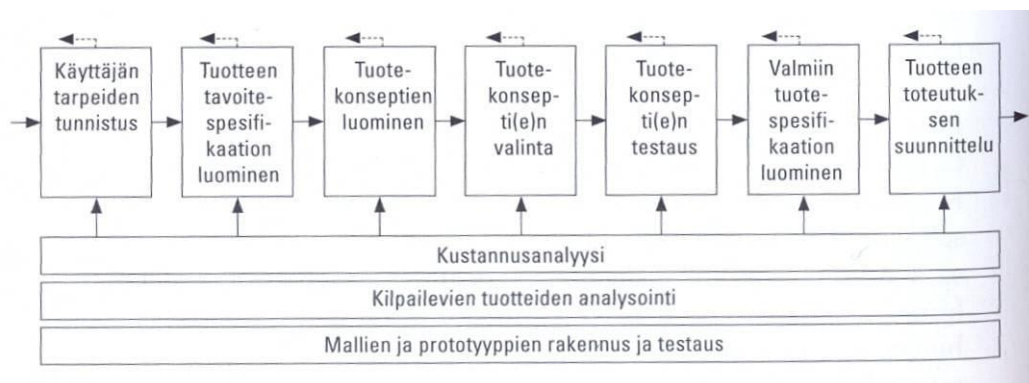 Käyttäjän
tarpeiden
tunnistus
Tuotteen
tavoite-
spesifi-
kaation
luominen
Tuote-
konseptien
luominen
Tuote-
konsep-
ti(e)n
valinta
Tuote-
konsep-
ti(e)n
testaus
Valmiin
tuote-
spesifi-
kaation
luominen
Tuotteen
toteutuk-
sen
suunnittelu
Kustannusanalyysi
Kilpailevien tuotteiden analysointi
Mallien ja prototyyppien rakennus ja testaus